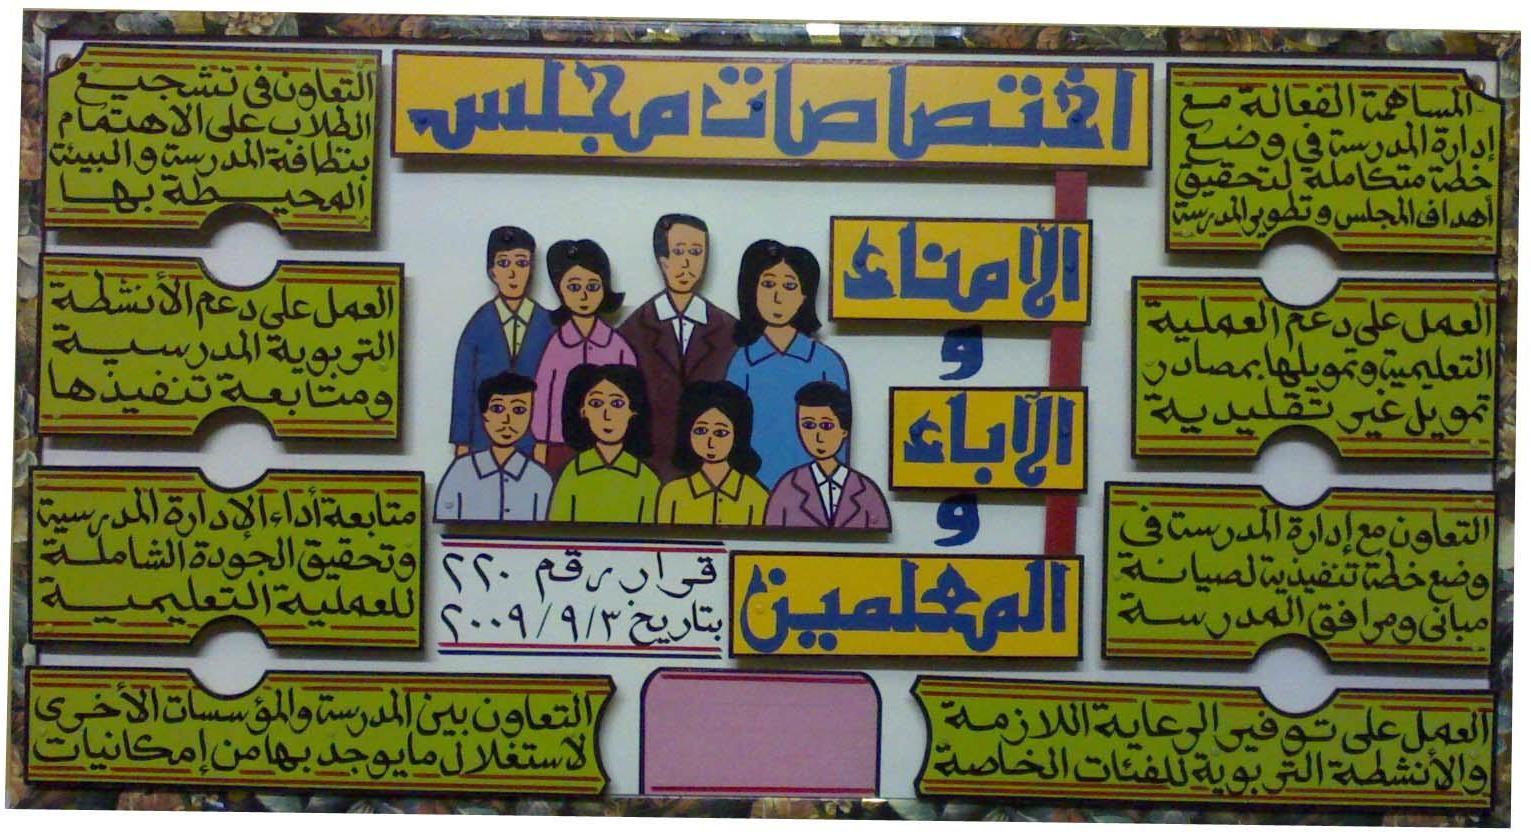 اختصاصات مجلس
الأمناء
و
الآباء
و
المعلمين
قرار رقم ٢٢٠
بتاريخ ٢٠٠٩/٩/٣
المساهمة الفعالة مع
إدارة المدرسة في وضع
خطة متكاملة لتحقيق
أهداف المجلس وتطوير المدرسة
العمل على دعم العملية
التعليمية وتمويلها بمصادر
تمويل غير تقليدية
التعاون مع إدارة المدرسة فى
وضع خطة تنفيذية لصيانة
مبانى ومرافق المدرسة
العمل على توفير الرعاية اللازمة
والأنشطة التربوية للفئات الخاصة
التعاون فى تشجيع
الطلاب على الاهتمام
بنظافة المدرسة والبيئة
المحيطة بها
العمل على دعم الأنشطة
التربوية المدرسية
ومتابعة تنفيذها
متابعة أداء الإدارة المدرسية
وتحقيق الجودة الشاملة
للعملية التعليمية
التعاون بين المدرسة والمؤسسات الأخرى
لاستغلال ما يوجد بها من إمكانيات